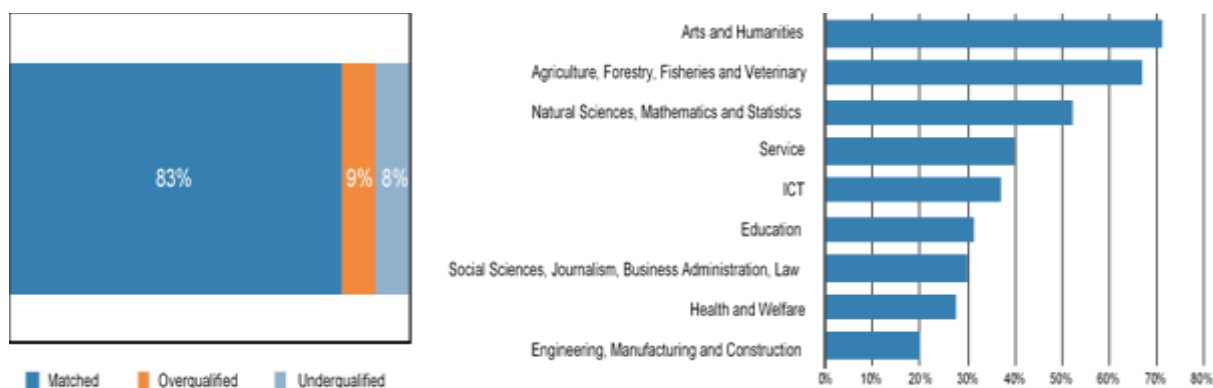 83%
9%
8%
Matched
Overqualified
Underqualified
Arts and Humanities
Agriculture, Forestry, Fisheries and Veterinary
Natural Sciences, Mathematics and Statistics
Service
ICT
Education
Social Sciences, Journalism, Business Administration, Law
Health and Welfare
Engineering, Manufacturing and Construction
0% 10% 20% 30% 40% 50% 60% 70% 80%